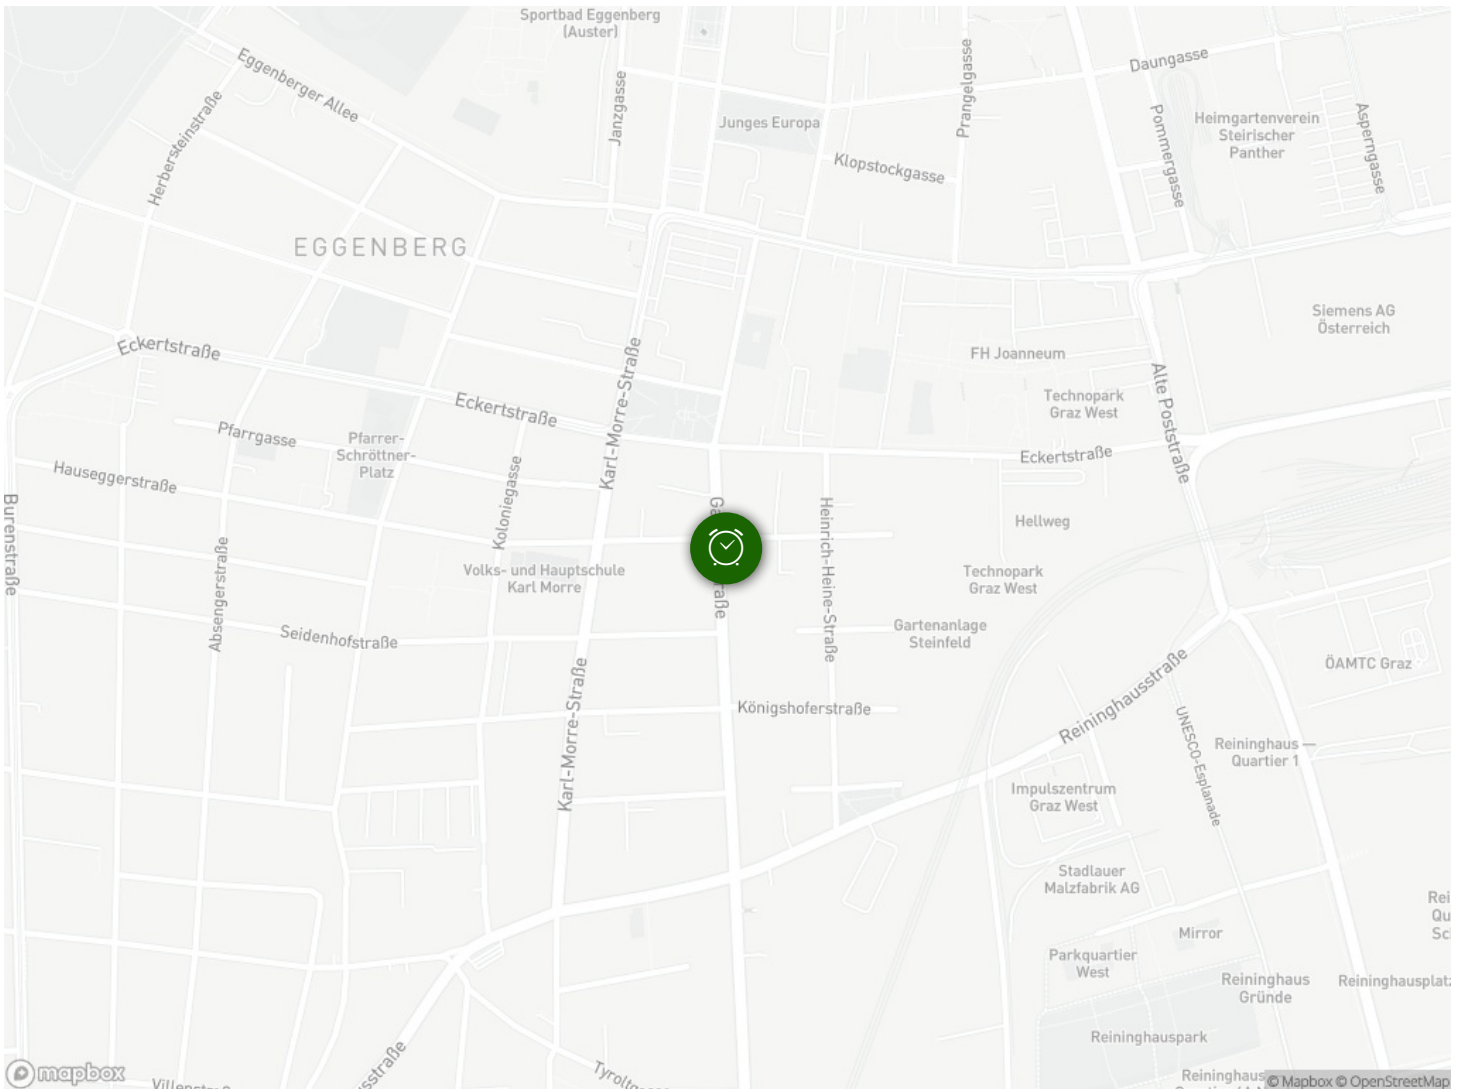 Sportbad Eggenberg
(Auster)
Eggenberger Allee
Herbersteinstraße
Janzgasse
Junges Europa
Prangelgasse
Klopstockgasse
Daungasse
Pommergasse
Heimgartenverein
Steirischer
Panther
Asperngasse
EGGENBERG
Siemens AG
Österreich
Eckertstraße
FH Joanneum
Karl-Morre-Straße
Alte Poststraße
Technopark
Graz West
Eckertstraße
Pfarrgasse
Pfarrer-
Schröttner-
Platz
Eckertstraße
Hauseggerstraße
Koloniegasse
Burenstraße
Heinrich-Heine-Straße
Hellweg
Absengerstraße
Volks- und Hauptschule
Karl Morre
Technopark
Graz West
Seidenhofstraße
Gartenanlage
Steinfeld
ÖAMTC Graz
Karl-Morre-Straße
Königshoferstraße
Reininghausstraße
UNESCO-Esplanade
Reininghaus —
Quartier 1
Impulszentrum
Graz West
Stadlauer
Malzfabrik AG
Mirror
Parkquartier
West
Reininghaus
Gründe
Reininghauspark
mapbox
© Mapbox © OpenStreetMap